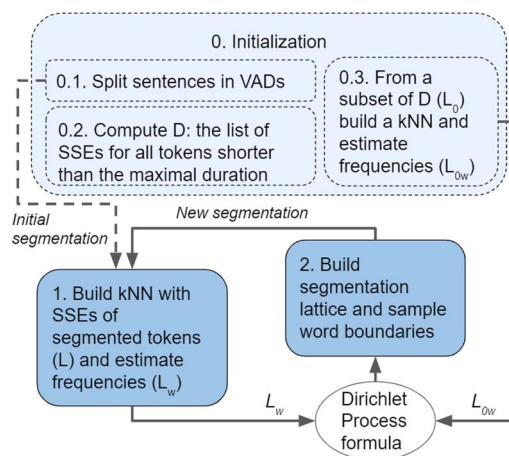 0. Initialization
0.1. Split sentences in VADs
0.2. Compute D: the list of
SSEs for all tokens shorter
than the maximal duration
0.3. From a
subset of D (L0)
build a kNN and
estimate
frequencies (L0w)
Initial
segmentation
New segmentation
1. Build kNN with
SSEs of
segmented tokens
(L) and estimate
frequencies (Lw)
2. Build
segmentation
lattice and sample
word boundaries
Lw
Dirichlet
Process
formula
L0w